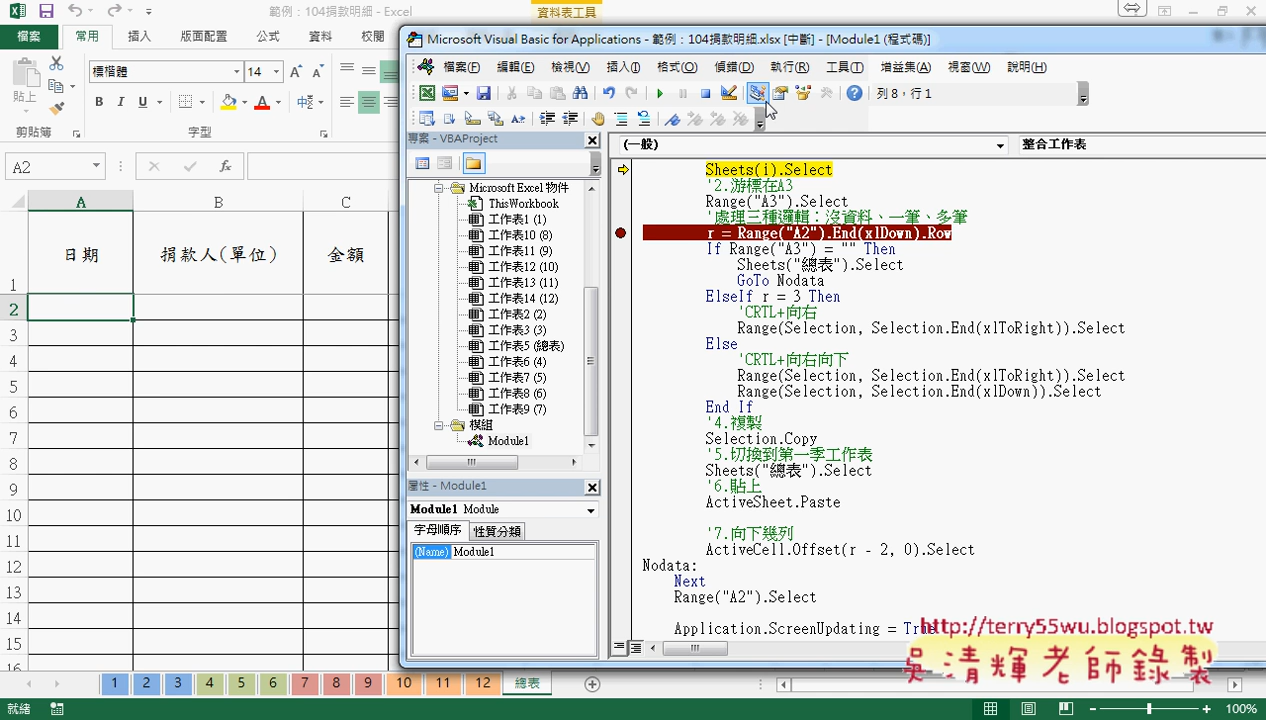 範例：104捐款明細 - Excel
資料表工具
檔案 常用 插入 版面配置 公式 資料 校閱
標楷體 14
貼上
B I U
剪貼簿 字型
A2
A B C
1 日期 捐款人(單位) 金額
2
3
4
5
6
7
8
9
10
11
12
13
14
15
16
1 2 3 4 5 6 7 8 9 10 11 12 總表
就緒 100%
Microsoft Visual Basic for Applications - 範例：104捐款明細.xlsx [中斷] - [Module1 (程式碼)]
檔案(F) 編輯(E) 檢視(V) 插入(I) 格式(O) 偵錯(D) 執行(R) 工具(T) 增益集(A) 視窗(W) 說明(H)
列 8，行 1
專案 - VBAProject
Microsoft Excel 物件
ThisWorkbook
工作表1 (1)
工作表10 (8)
工作表11 (9)
工作表12 (10)
工作表13 (11)
工作表14 (12)
工作表2 (2)
工作表3 (3)
工作表5 (總表)
工作表6 (4)
工作表7 (5)
工作表8 (6)
工作表9 (7)
模組
Module1
屬性 - Module1
Module1 Module
字母順序 性質分類
(Name) Module1
(一般) 整合工作表
Sheets(i).Select
'2.游標在A3
Range("A3").Select
'處理三種邏輯：沒資料、一筆、多筆
r = Range("A2").End(xlDown).Row
If Range("A3") = "" Then
Sheets("總表").Select
GoTo Nodata
ElseIf r = 3 Then
'CRTL+向右
Range(Selection, Selection.End(xlToRight)).Select
Else
'CRTL+向右向下
Range(Selection, Selection.End(xlToRight)).Select
Range(Selection, Selection.End(xlDown)).Select
End If
'4.複製
Selection.Copy
'5.切換到第一季工作表
Sheets("總表").Select
'6.貼上
ActiveSheet.Paste
'7.向下幾列
ActiveCell.Offset(r - 2, 0).Select
Nodata:
Next
Range("A2").Select
Application.ScreenUpdating = True
http://terry55wu.blogspot.tw
吳清輝老師錄製